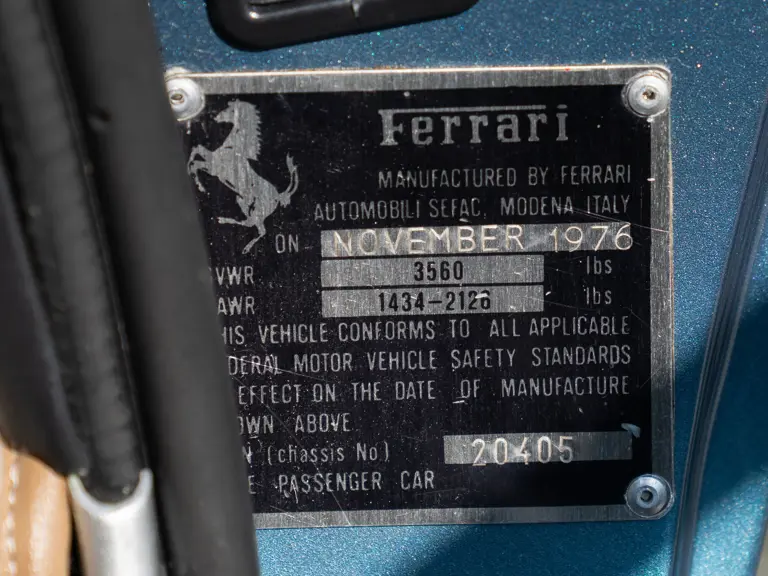 Ferrari
MANUFACTURED BY FERRARI
AUTOMOBILI SEFAC, MODENA ITALY
ON NOVEMBER 1976
VWR 3560 lbs
AWR 1434-2126 lbs
HIS VEHICLE CONFORMS TO ALL APPLICABLE
DERAL MOTOR VEHICLE SAFETY STANDARDS
EFFECT ON THE DATE OF MANUFACTURE
OWN ABOVE
N (chassis No) 20405
E PASSENGER CAR